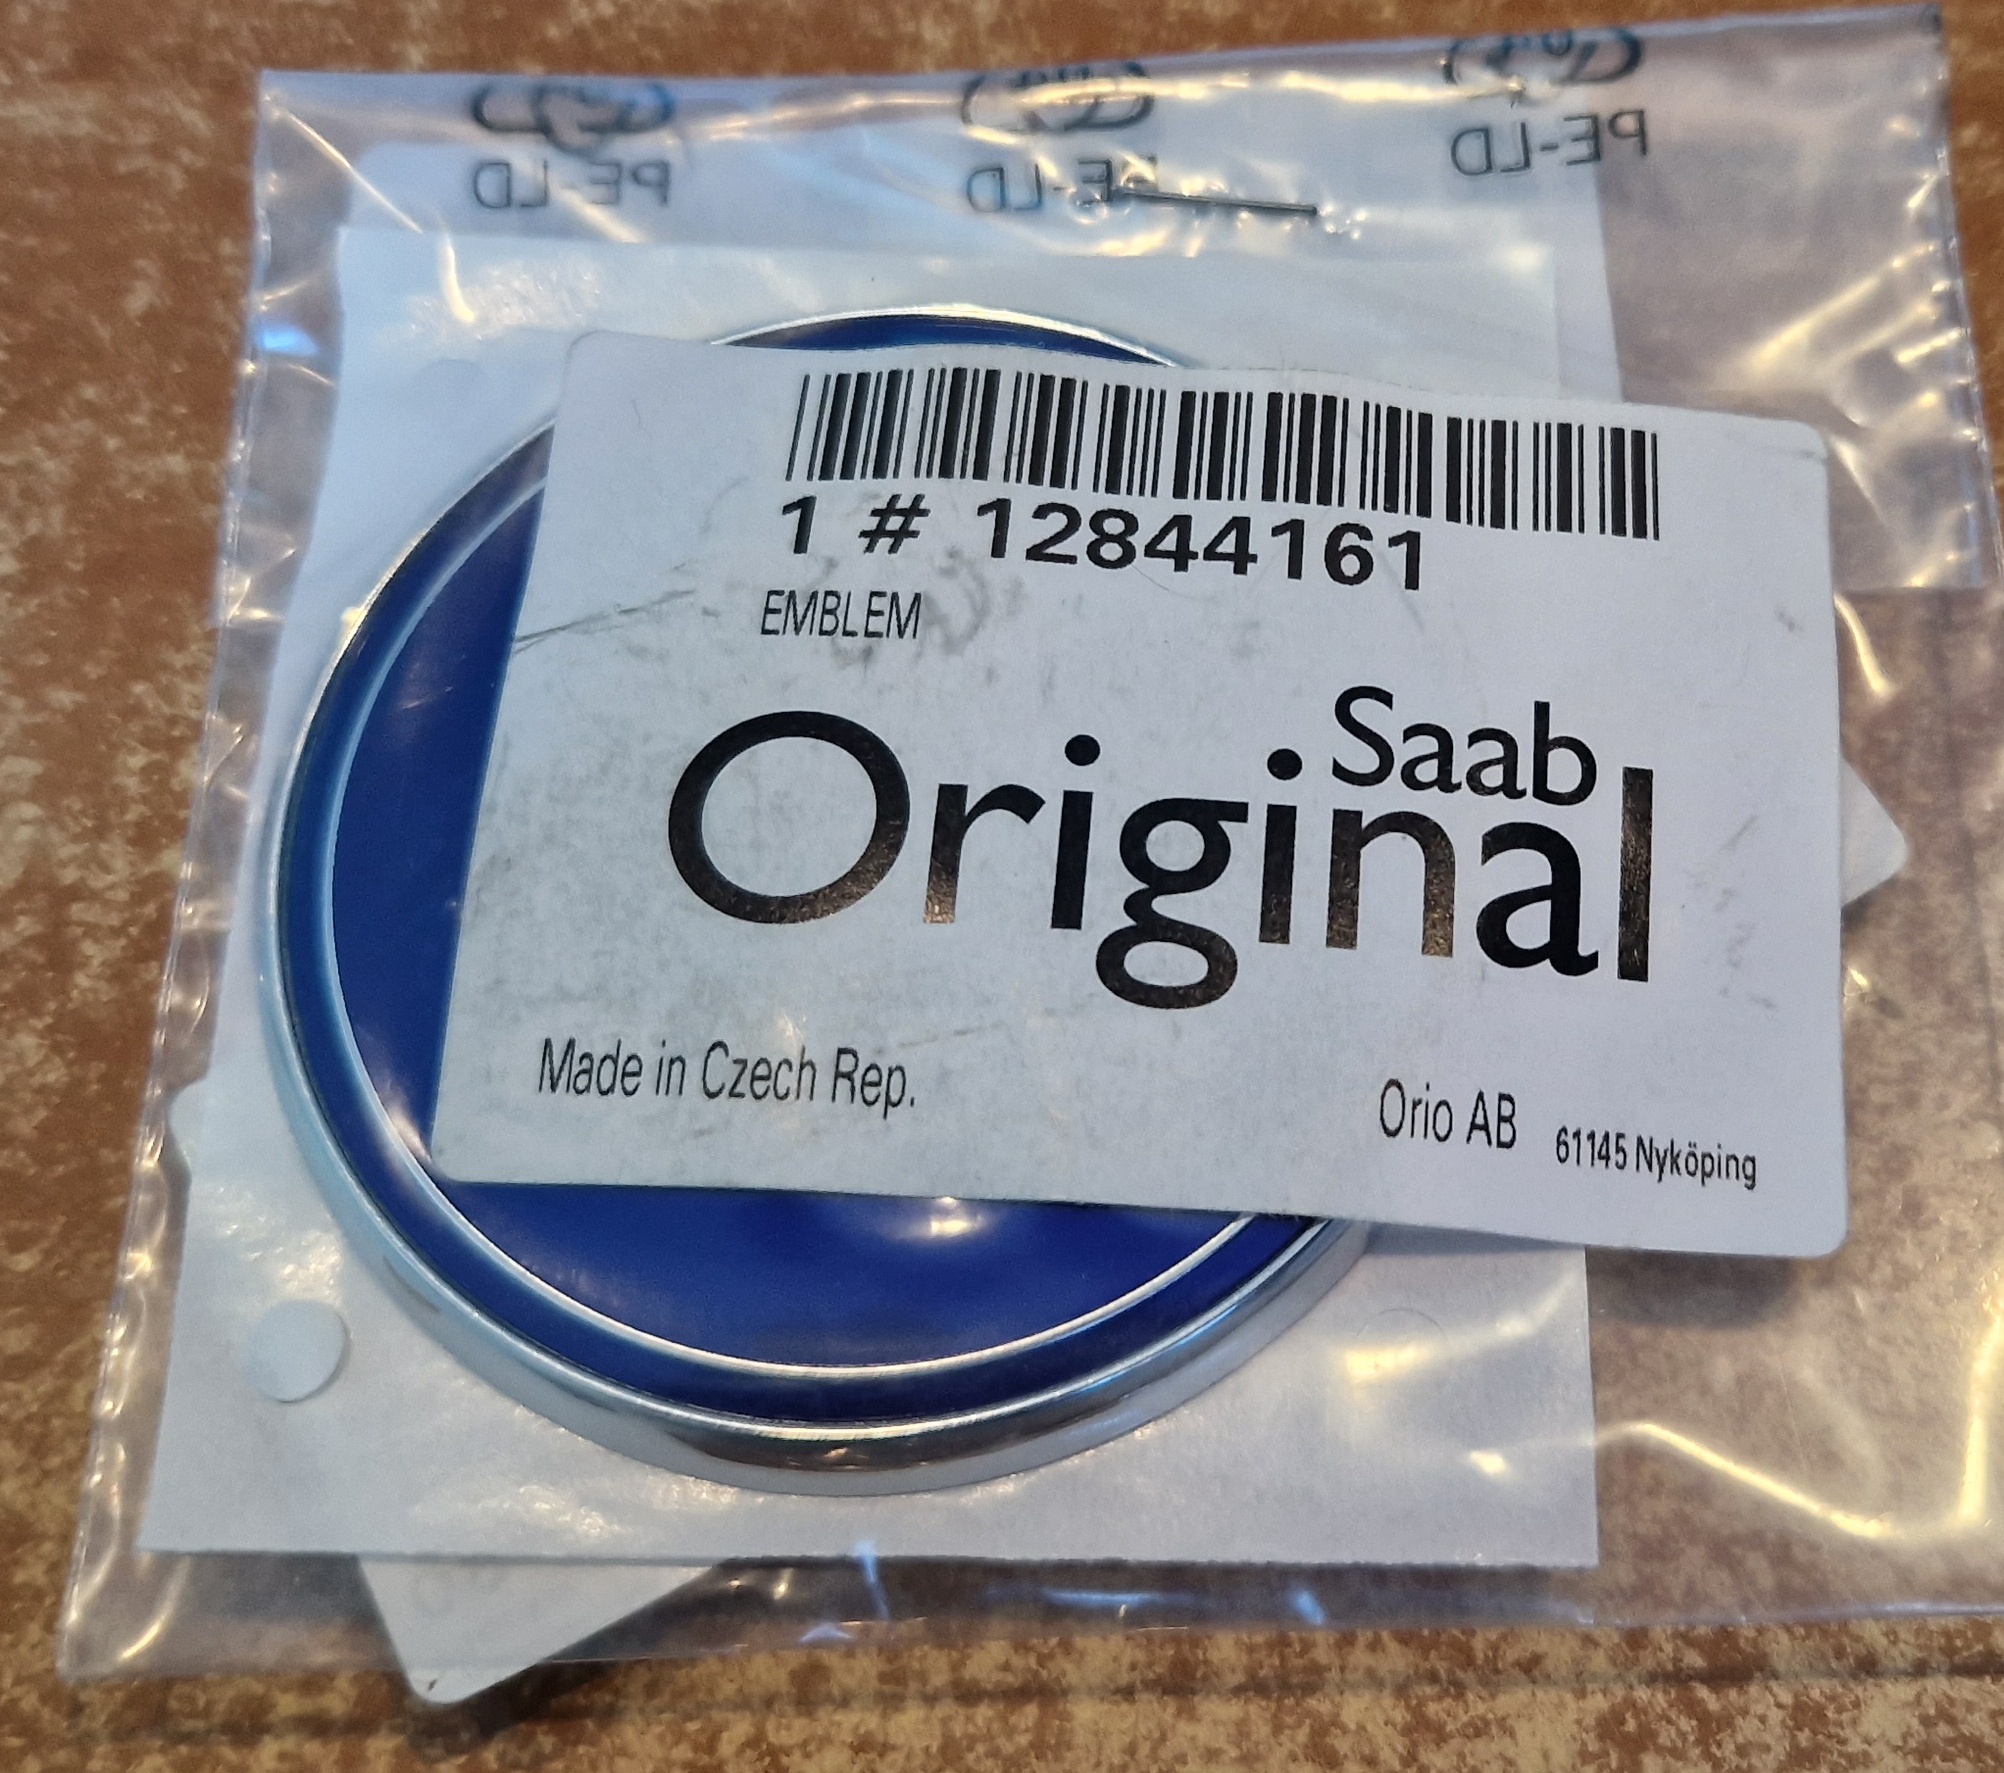 PE-LD
PE-LD
PE-LD
1 # 12844161
EMBLEM
Saab
Original
Made in Czech Rep.
Orio AB 61145 Nyköping